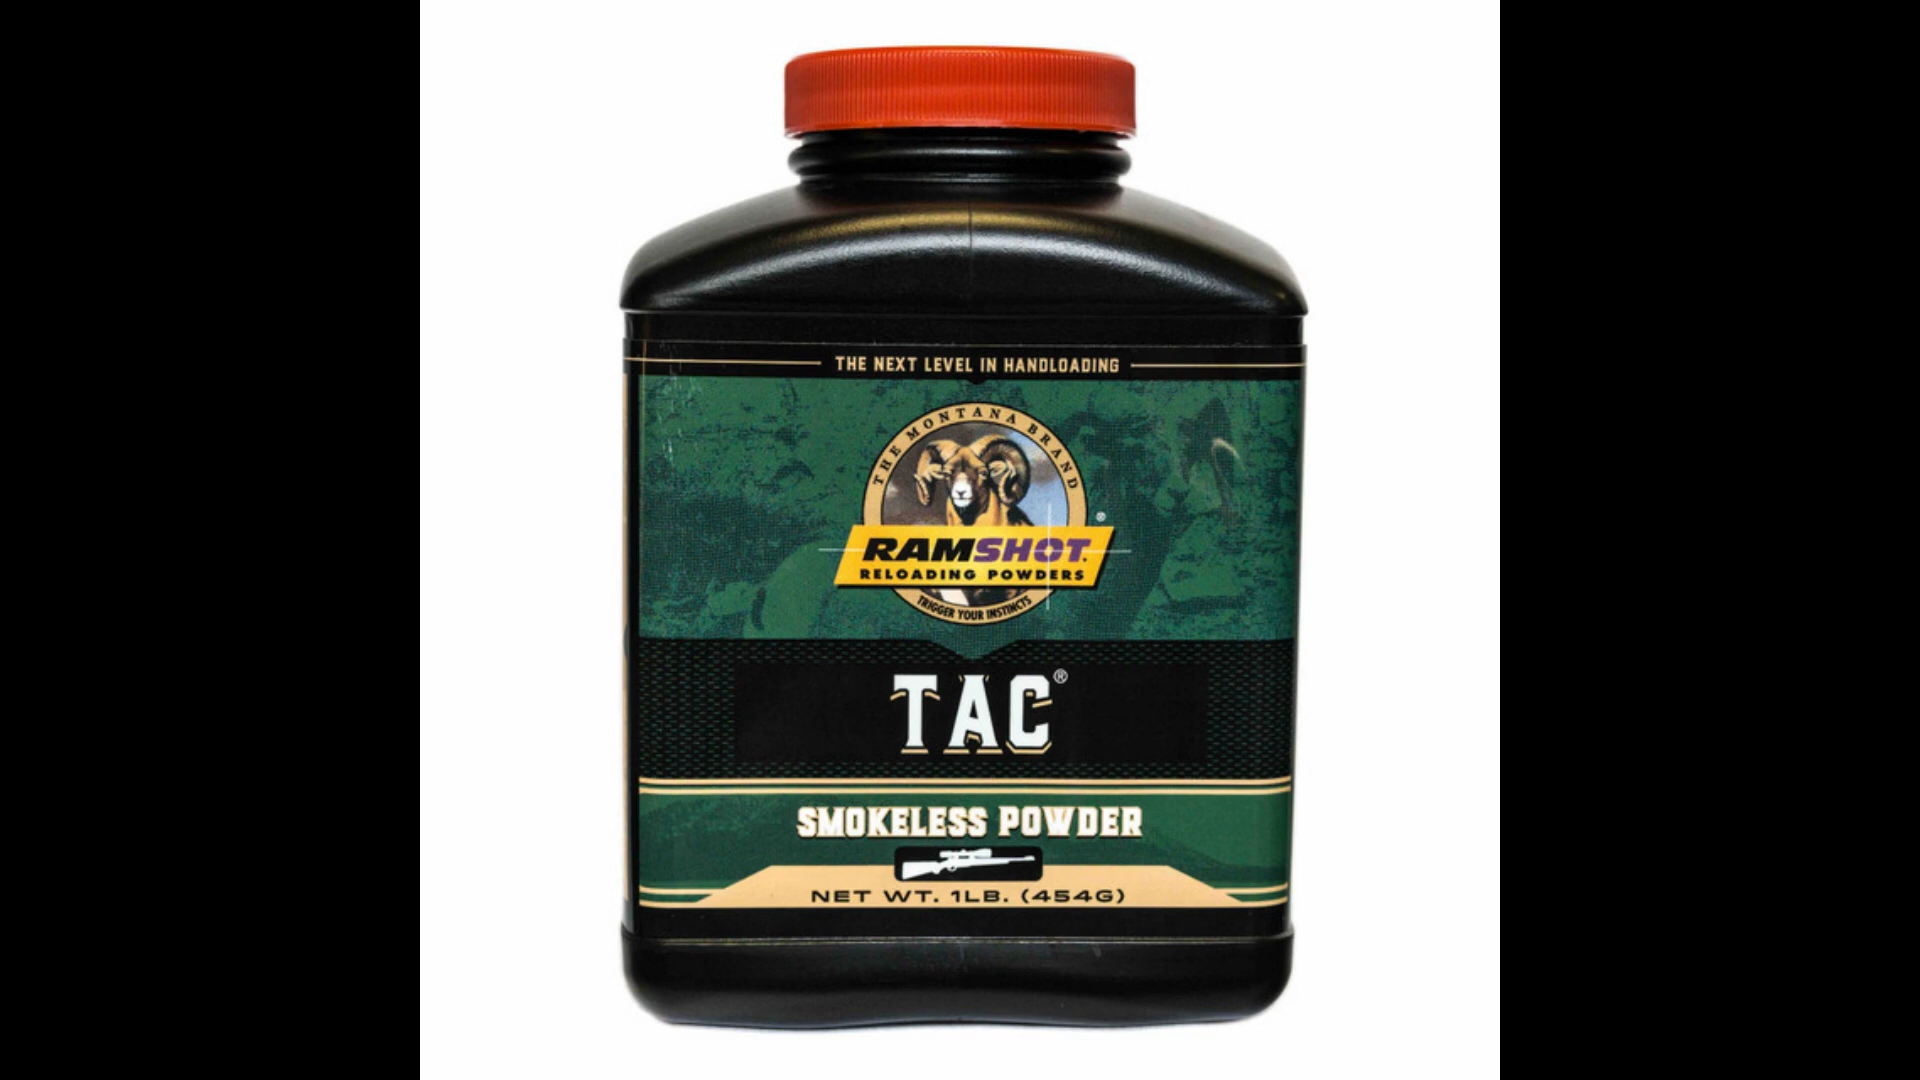 THE NEXT LEVEL IN HANDLOADING
THE MONTANA BRAND
RAMSHOT.
®
RELOADING POWDERS
TRIGGER YOUR INSTINCTS
TAC®
SMOKELESS POWDER
NET WT. 1LB. (454G)